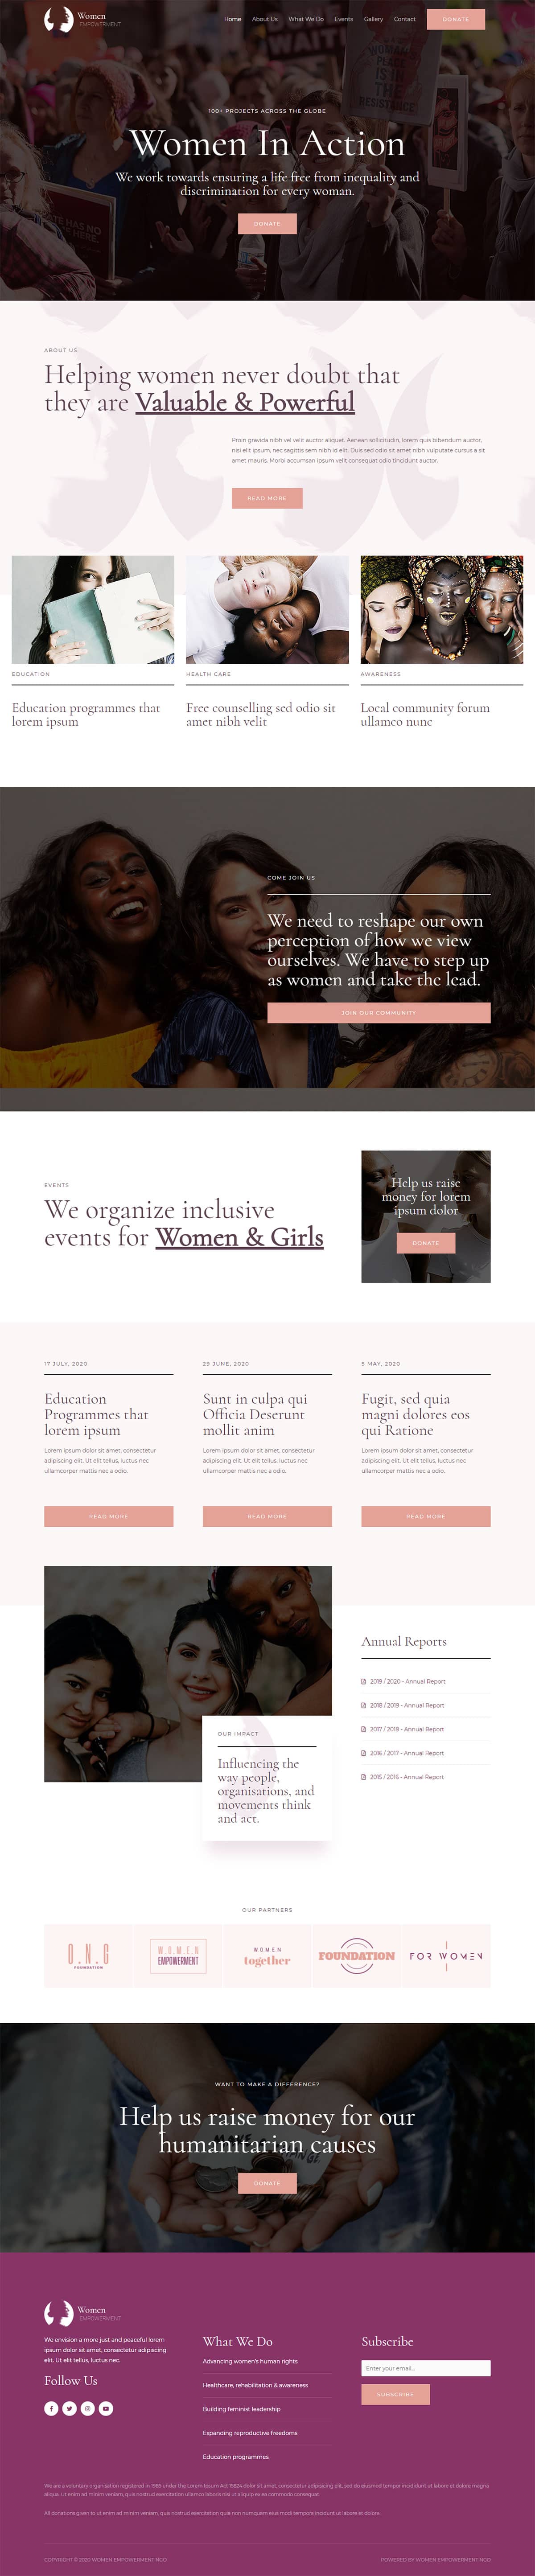 Women
EMPOWERMENT
Home About Us What We Do Events Gallery Contact DONATE
WOMANS
PLACE
IS IN
THE
RESISTANCE
100+ PROJECTS ACROSS THE GLOBE
Women In Action
We work towards ensuring a life free from inequality and
discrimination for every woman.
HATE HAS NO
HERE.
DONATE
ABOUT US
Helping women never doubt that
they are Valuable & Powerful
Proin gravida nibh vel velit auctor aliquet. Aenean sollicitudin, lorem quis bibendum auctor,
nisi elit ipsum, nec sagittis sem nibh id elit. Duis sed odio sit amet nibh vulputate cursus a sit
amet mauris. Morbi accumsan ipsum velit consequat odio tincidunt auctor.
READ MORE
EDUCATION
Education programmes that
lorem ipsum
HEALTH CARE
Free counselling sed odio sit
amet nibh velit
AWARENESS
Local community forum
ullamco nunc
COME JOIN US
We need to reshape our own
perception of how we view
ourselves. We have to step up
as women and take the lead.
JOIN OUR COMMUNITY
EVENTS
We organize inclusive
events for Women & Girls
Help us raise
money for lorem
ipsum dolor
DONATE
17 JULY, 2020
Education
Programmes that
lorem ipsum
Lorem ipsum dolor sit amet, consectetur
adipiscing elit. Ut elit tellus, luctus nec
ullamcorper mattis nec a odio.
READ MORE
29 JUNE, 2020
Sunt in culpa qui
Officia Deserunt
mollit anim
Lorem ipsum dolor sit amet, consectetur
adipiscing elit. Ut elit tellus, luctus nec
ullamcorper mattis nec a odio.
READ MORE
5 MAY, 2020
Fugit, sed quia
magni dolores eos
qui Ratione
Lorem ipsum dolor sit amet, consectetur
adipiscing elit. Ut elit tellus, luctus nec
ullamcorper mattis nec a odio.
READ MORE
OUR IMPACT
Influencing the
way people,
organisations, and
movements think
and act.
Annual Reports
2019 / 2020 - Annual Report
2018 / 2019 - Annual Report
2017 / 2018 - Annual Report
2016 / 2017 - Annual Report
2015 / 2016 - Annual Report
OUR PARTNERS
O.N.G
FOUNDATION
W.O.M.E.N
EMPOWERMENT
WOMEN
together
FOUNDATION
FOR WOMEN
WANT TO MAKE A DIFFERENCE?
Help us raise money for our
humanitarian causes
MAKE A CHANGE
DONATE
Women
EMPOWERMENT
We envision a more just and peaceful lorem
ipsum dolor sit amet, consectetur adipiscing
elit. Ut elit tellus, luctus nec.
Follow Us
What We Do
Advancing women's human rights
Healthcare, rehabilitation & awareness
Building feminist leadership
Expanding reproductive freedoms
Education programmes
Subscribe
Enter your email...
SUBSCRIBE
We are a voluntary organisation registered in 1985 under the Lorem Ipsum Act 19824 dolor sit amet, consectetur adipisicing elit, sed do eiusmod tempor incididunt ut labore et dolore magna
aliqua. Ut enim ad minim veniam, quis nostrud exercitation ullamco laboris nisi ut aliquip ex ea commodo consequat.
All donations given to ut enim ad minim veniam, quis nostrud exercitation quia non numquam eius modi tempora incidunt ut labore et dolore.
COPYRIGHT © 2020 WOMEN EMPOWERMENT NGO
POWERED BY WOMEN EMPOWERMENT NGO